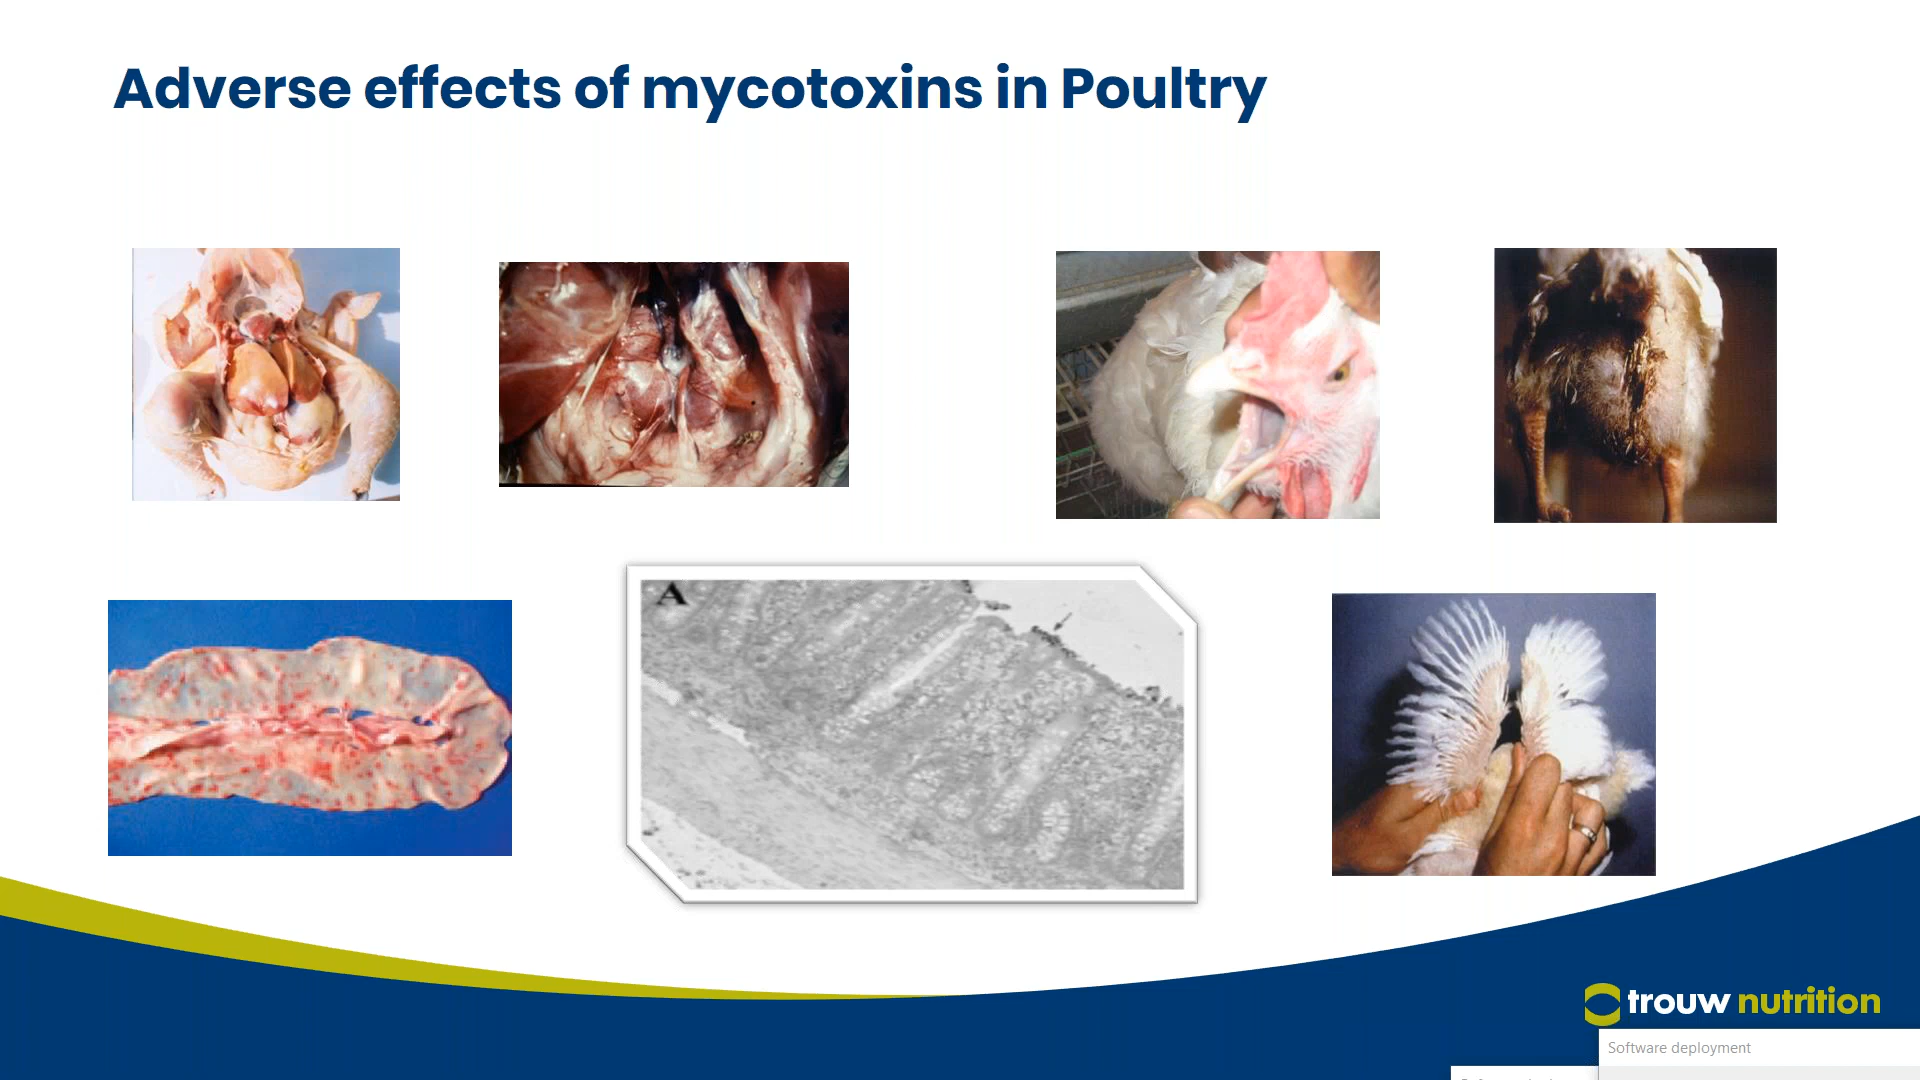 Adverse effects of mycotoxins in Poultry
A
trouw nutrition
Software deployment